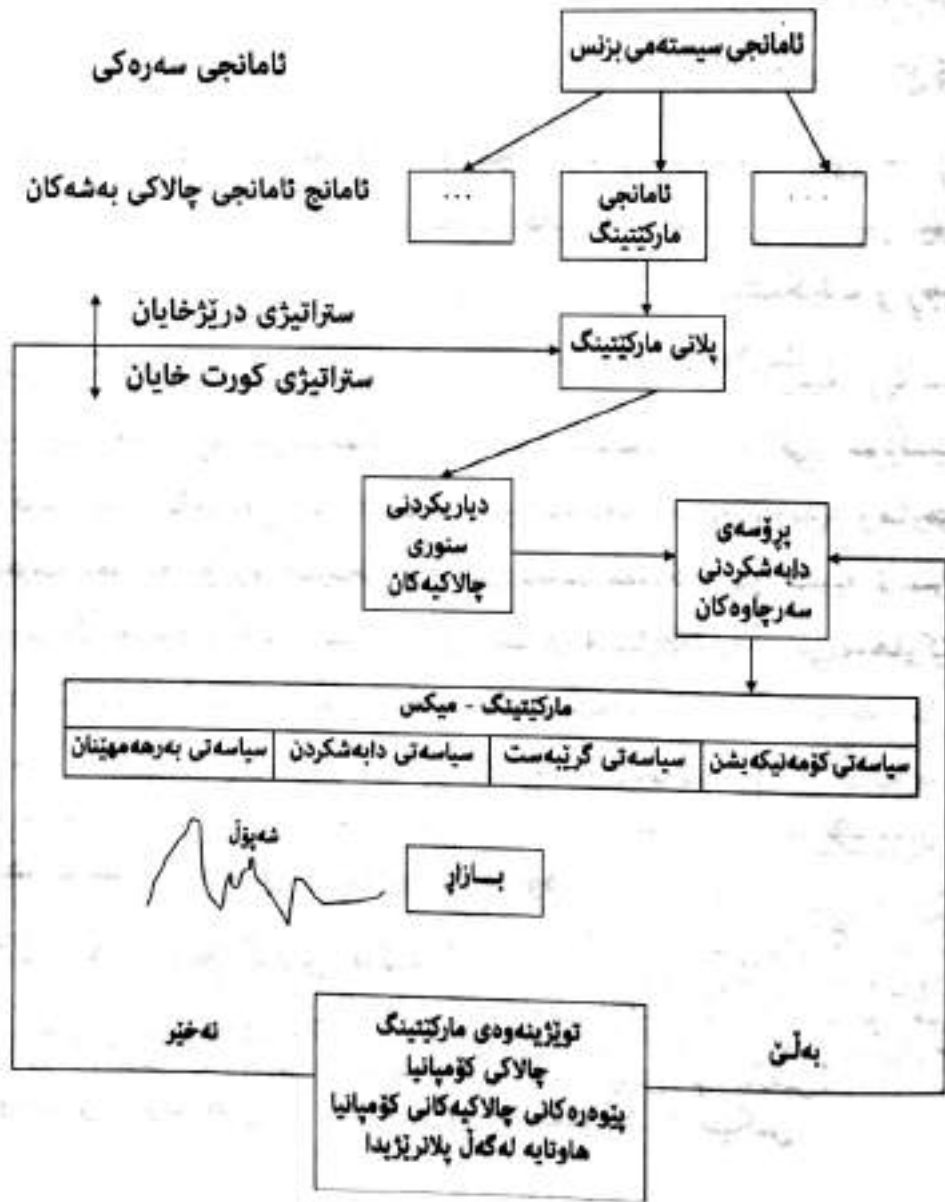 ئامانجی سیستەمی بزنس
ئامانجی سەرەکی
ئامانج ئامانجی چالاکی بەشەکان
...
ئامانجی
مارکێتینگ
...
ستراتیژی درێژخایان
ستراتیژی کورت خایان
پلانی مارکێتینگ
دیاریکردنی
سنوری
چالاکیەکان
پرۆسەی
دابەشکردنی
سەرچاوەکان
مارکێتینگ - میکس
سیاسەتی کۆمەنیکەیشن
سیاسەتی گرێبەست
سیاسەتی دابەشکردن
سیاسەتی بەرهەمهێنان
شەپۆل
بـــازاڕ
بەڵێ
نەخێر
توێژینەوەی مارکێتینگ
چالاکی کۆمپانیا
پێوەرەکانی چالاکیەکانی کۆمپانیا
هاوتایە لەگەڵ پلانرێژیدا